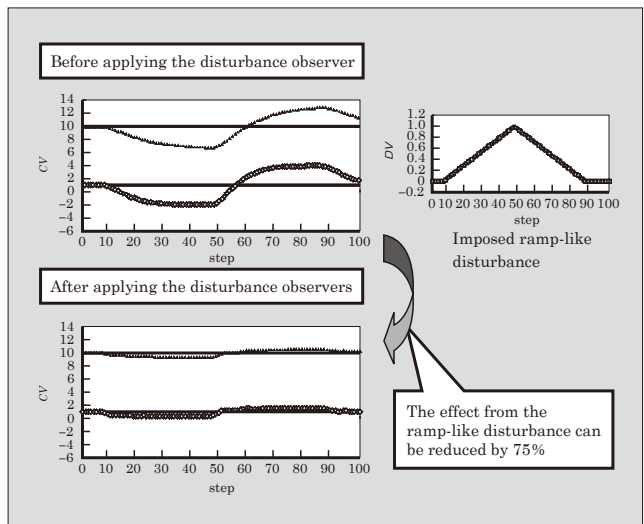 Before applying the disturbance observer
14
12
10
8
6
4
2
0
−2
−4
−6
CV
0 10 20 30 40 50 60 70 80 90 100
step
1.2
1.0
0.8
0.6
0.4
0.2
0
−0.2
DV
0 10 20 30 40 50 60 70 80 90 100
step
Imposed ramp-like
disturbance
After applying the disturbance observers
14
12
10
8
6
4
2
0
−2
−4
−6
CV
0 10 20 30 40 50 60 70 80 90 100
step
The effect from the
ramp-like disturbance can
be reduced by 75%